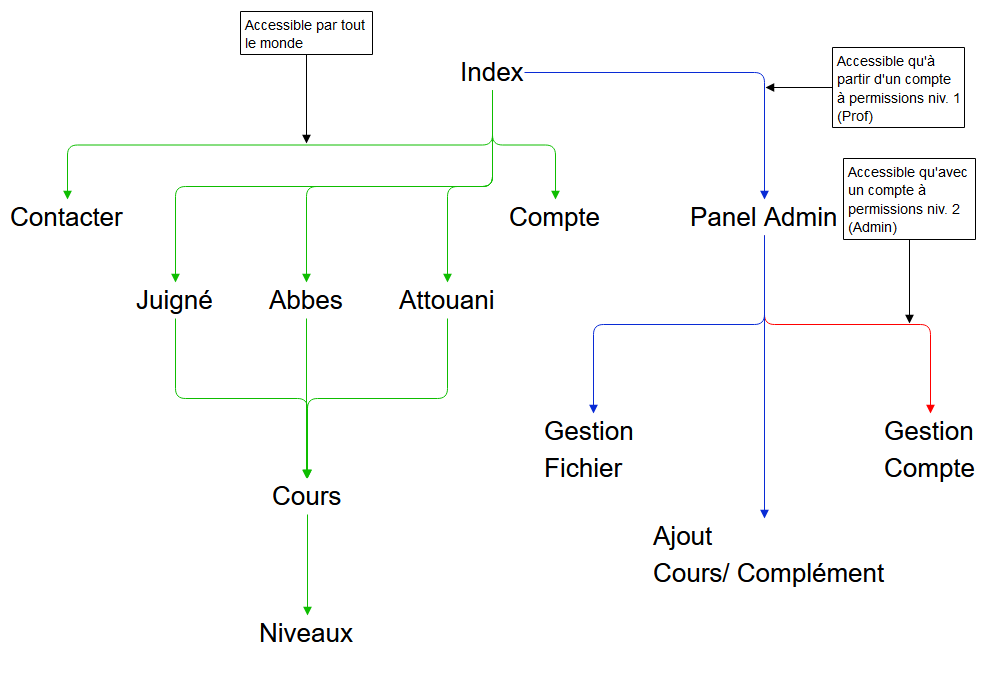 Accessible par tout
le monde
Index
Accessible qu'à
partir d'un compte
à permissions niv. 1
(Prof)
Accessible qu'avec
un compte à
permissions niv. 2
(Admin)
Contacter
Compte
Panel Admin
Juigné
Abbes
Attouani
Gestion
Fichier
Gestion
Compte
Cours
Ajout
Cours/ Complément
Niveaux